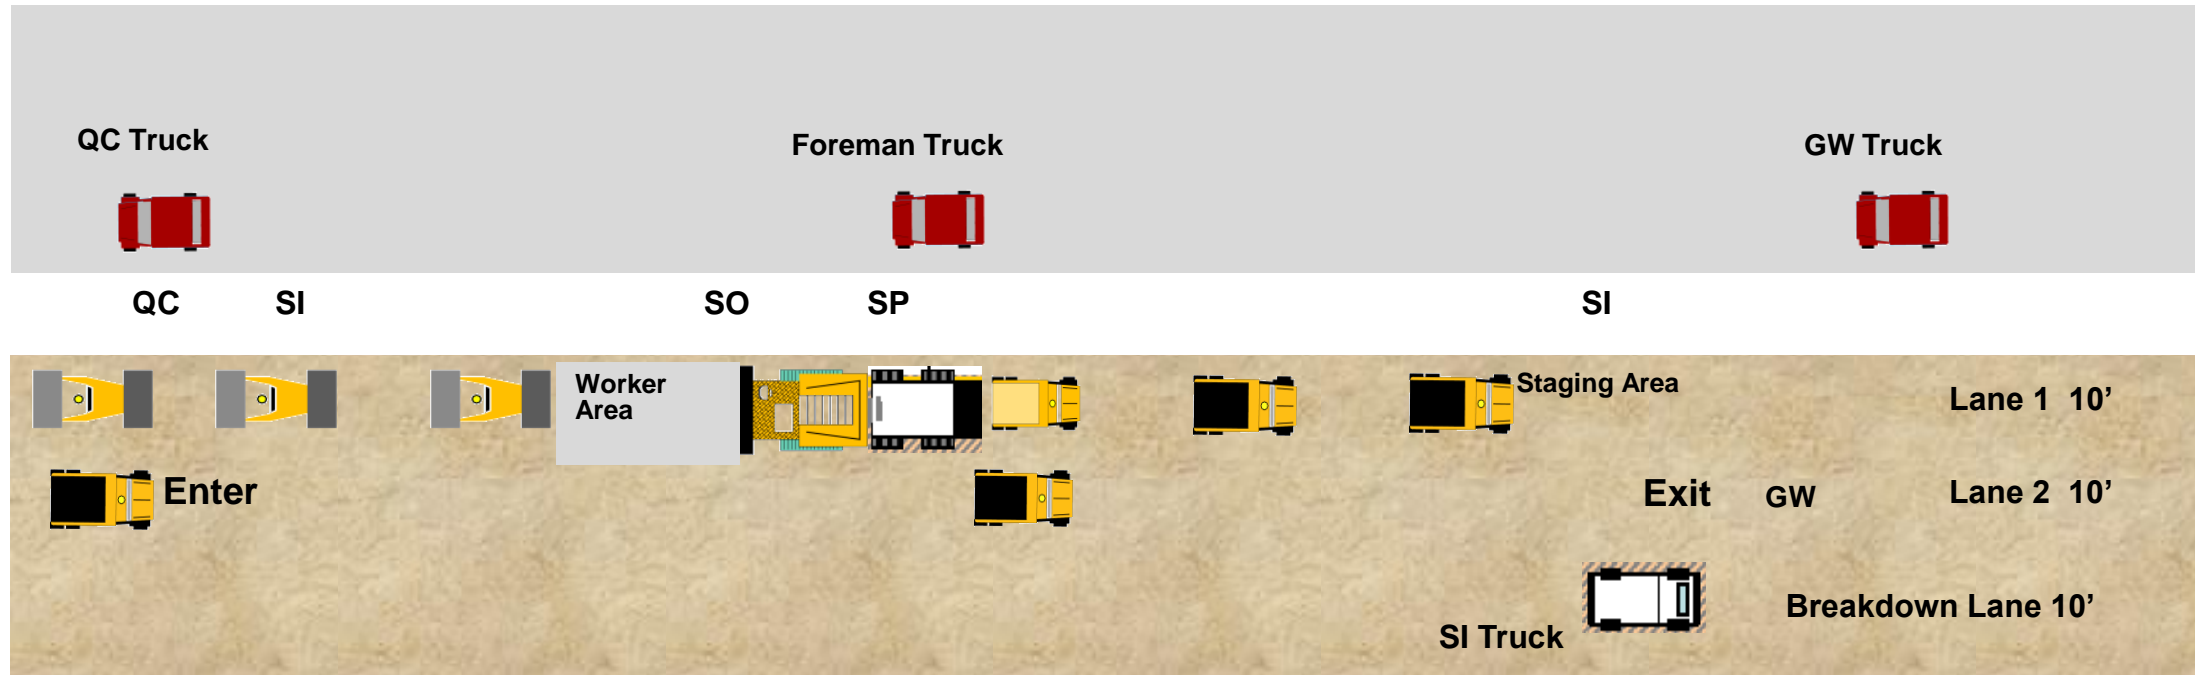 QC Truck
Foreman Truck
GW Truck
QC
SI
SO
SP
SI
Worker
Area
Staging Area
Lane 1  10’
Enter
Exit
GW
Lane 2  10’
Breakdown Lane 10’
SI Truck